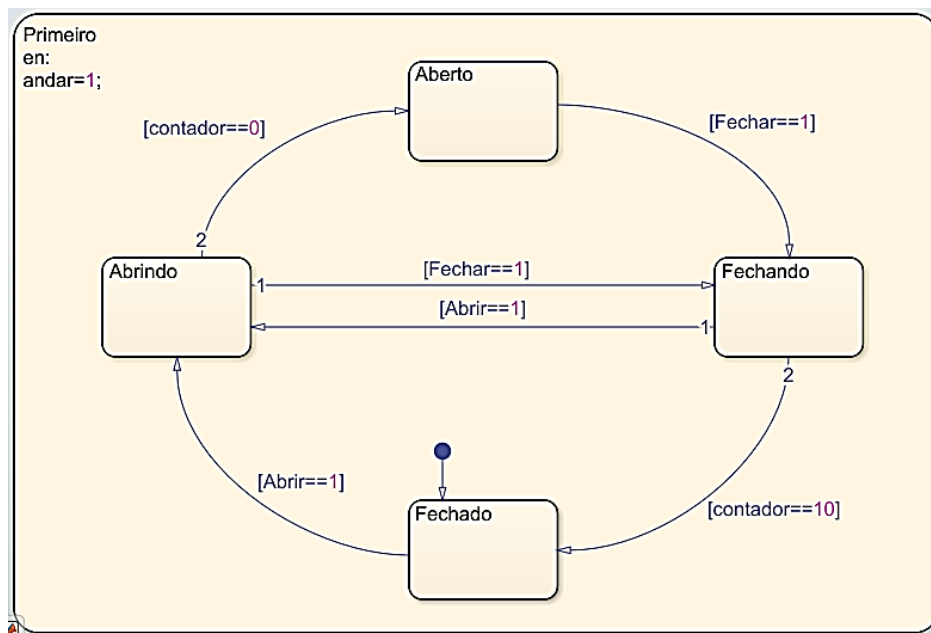 Primeiro
en:
andar=1;
Aberto
[contador==0]
[Fechar==1]
2
Abrindo
Fechando
1
[Fechar==1]
[Abrir==1]
1
2
[Abrir==1]
Fechado
[contador==10]